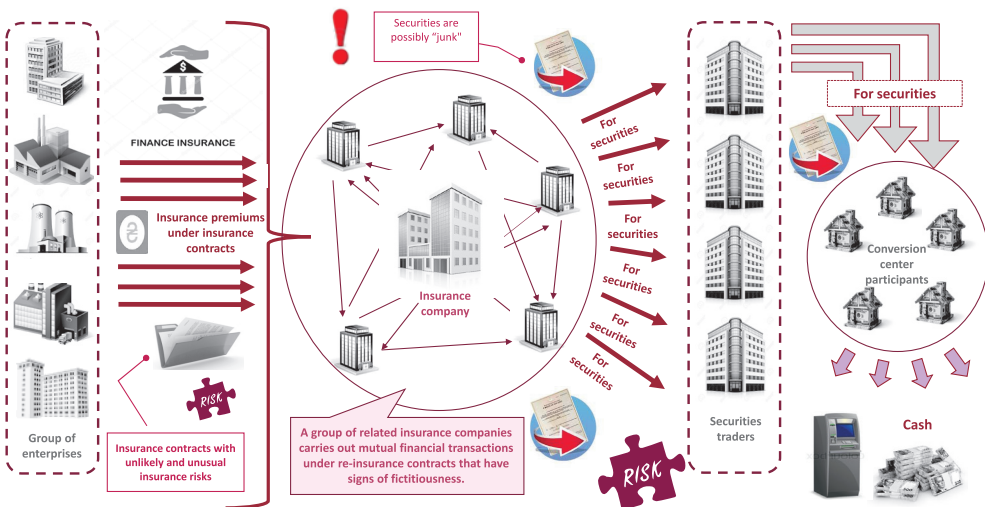 Securities are
possibly "junk"
FINANCE INSURANCE
Insurance premiums
under insurance
contracts
RISK
Group of
enterprises
Insurance contracts with
unlikely and unusual
insurance risks
Insurance
company
A group of related insurance companies
carries out mutual financial transactions
under re-insurance contracts that have
signs of fictitiousness.
For
securities
For
securities
For
securities
For
securities
For
securities
For
securities
RISK
Securities
traders
For securities
Conversion
center
participants
Cash